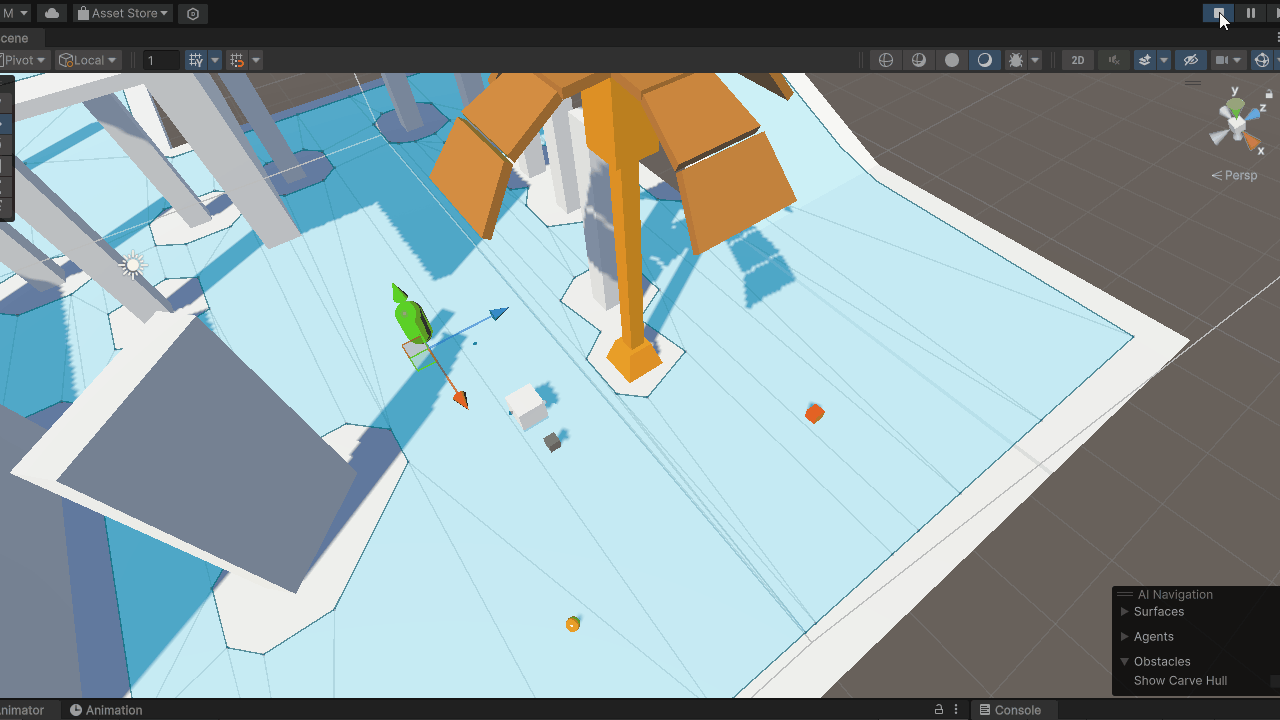 M
Asset Store
cene
Pivot
Local
1
2D
y
z
x
Persp
AI Navigation
Surfaces
Agents
Obstacles
Show Carve Hull
nimator
Animation
Console